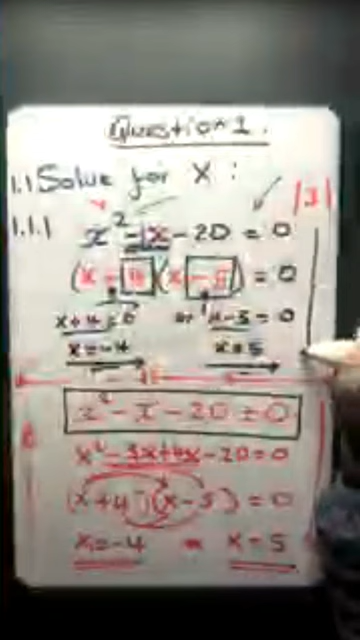 Question 1.
1.1 Solve for x :
|3|
1.1.1 x² - 1x - 20 = 0
(x + 4)(x - 5) = 0
x + 4 = 0 or x - 5 = 0
x = -4 x = 5
x² - x - 20 = 0
x² - 5x + 4x - 20 = 0
(x + 4)(x - 5) = 0
x = -4 x = 5